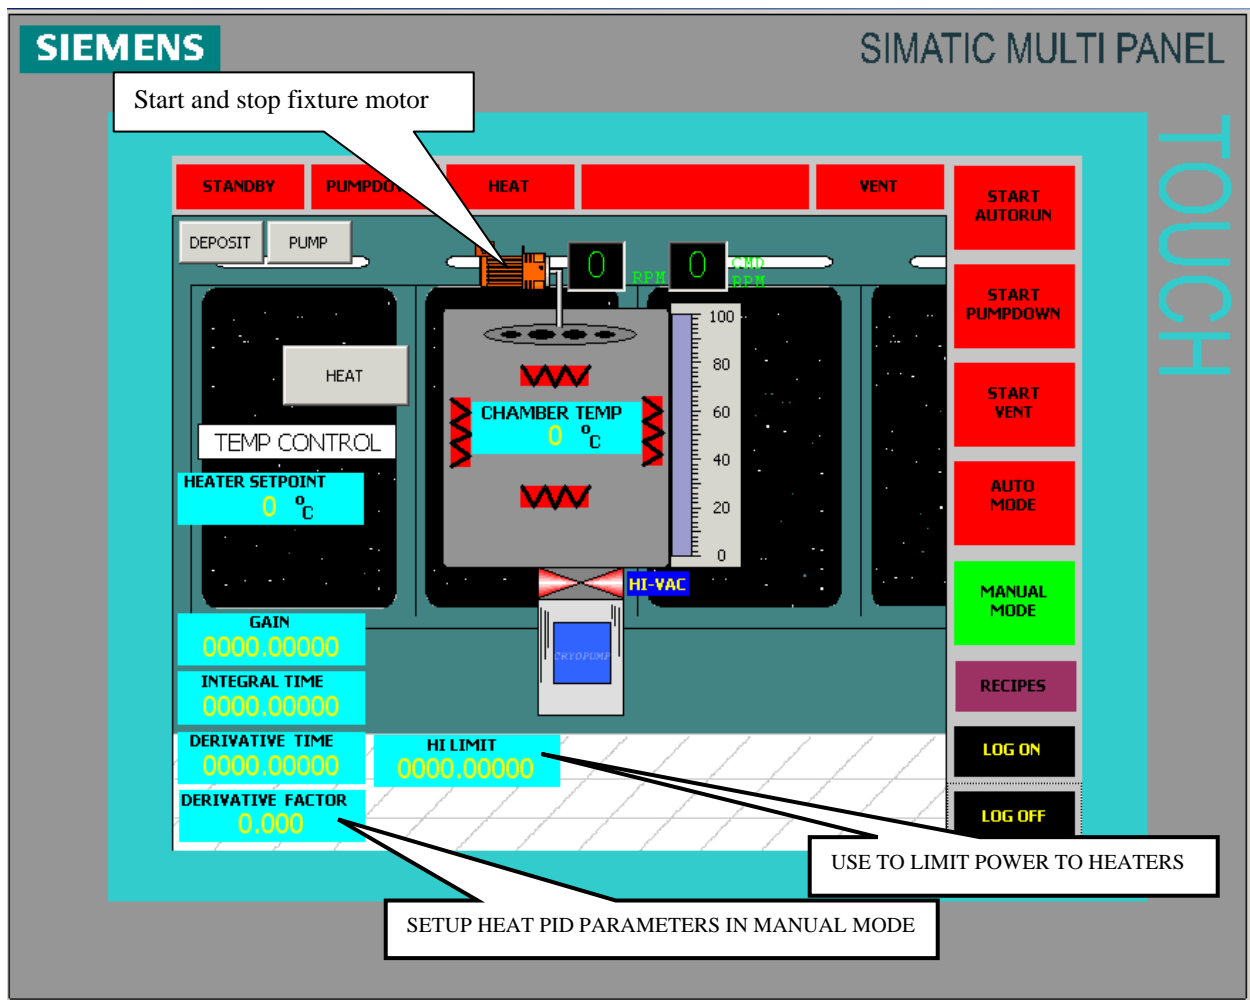 SIEMENS
SIMATIC MULTI PANEL
TOUCH
Start and stop fixture motor
STANDBY
PUMPDO
HEAT
VENT
START
AUTORUN
DEPOSIT
PUMP
0
RPM
0
CMD
RPM
START
PUMPDOWN
100
80
60
40
20
0
HEAT
CHAMBER TEMP
0 °C
START
VENT
TEMP CONTROL
HEATER SETPOINT
0 °C
AUTO
MODE
HI-VAC
MANUAL
MODE
GAIN
0000.00000
CRYOPUMP
INTEGRAL TIME
0000.00000
RECIPES
DERIVATIVE TIME
0000.00000
HI LIMIT
0000.00000
LOG ON
DERIVATIVE FACTOR
0.000
LOG OFF
USE TO LIMIT POWER TO HEATERS
SETUP HEAT PID PARAMETERS IN MANUAL MODE